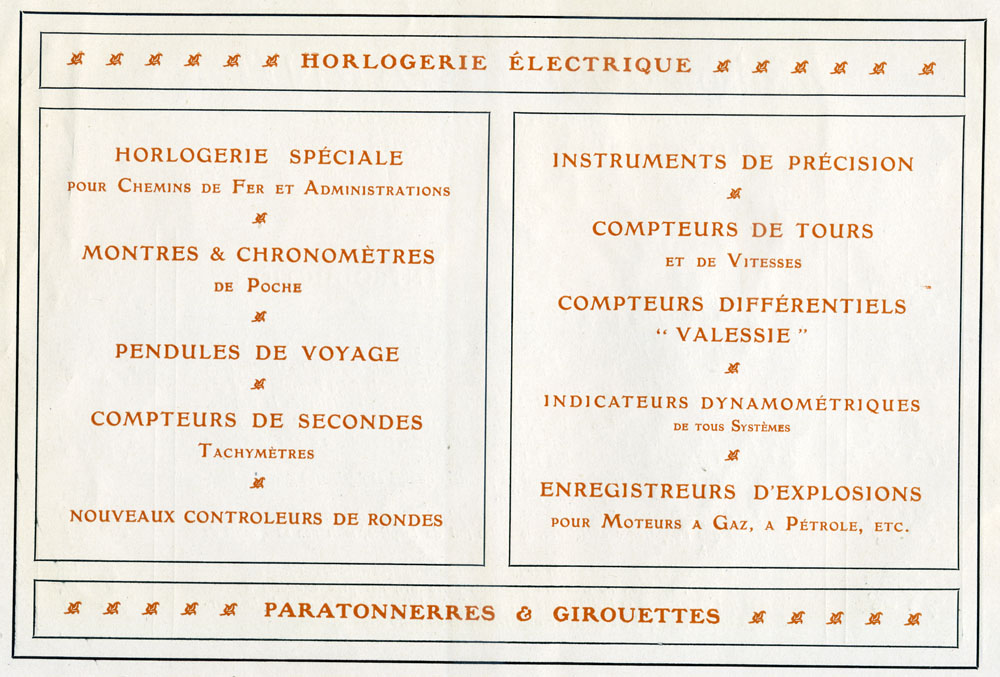 HORLOGERIE ÉLECTRIQUE
HORLOGERIE SPÉCIALE
POUR CHEMINS DE FER ET ADMINISTRATIONS
MONTRES & CHRONOMÈTRES
DE POCHE
PENDULES DE VOYAGE
COMPTEURS DE SECONDES
TACHYMÈTRES
NOUVEAUX CONTROLEURS DE RONDES
INSTRUMENTS DE PRÉCISION
COMPTEURS DE TOURS
ET DE VITESSES
COMPTEURS DIFFÉRENTIELS
“ VALESSIE ”
INDICATEURS DYNAMOMÉTRIQUES
DE TOUS SYSTÈMES
ENREGISTREURS D'EXPLOSIONS
POUR MOTEURS A GAZ, A PÉTROLE, ETC.
PARATONNERRES & GIROUETTES